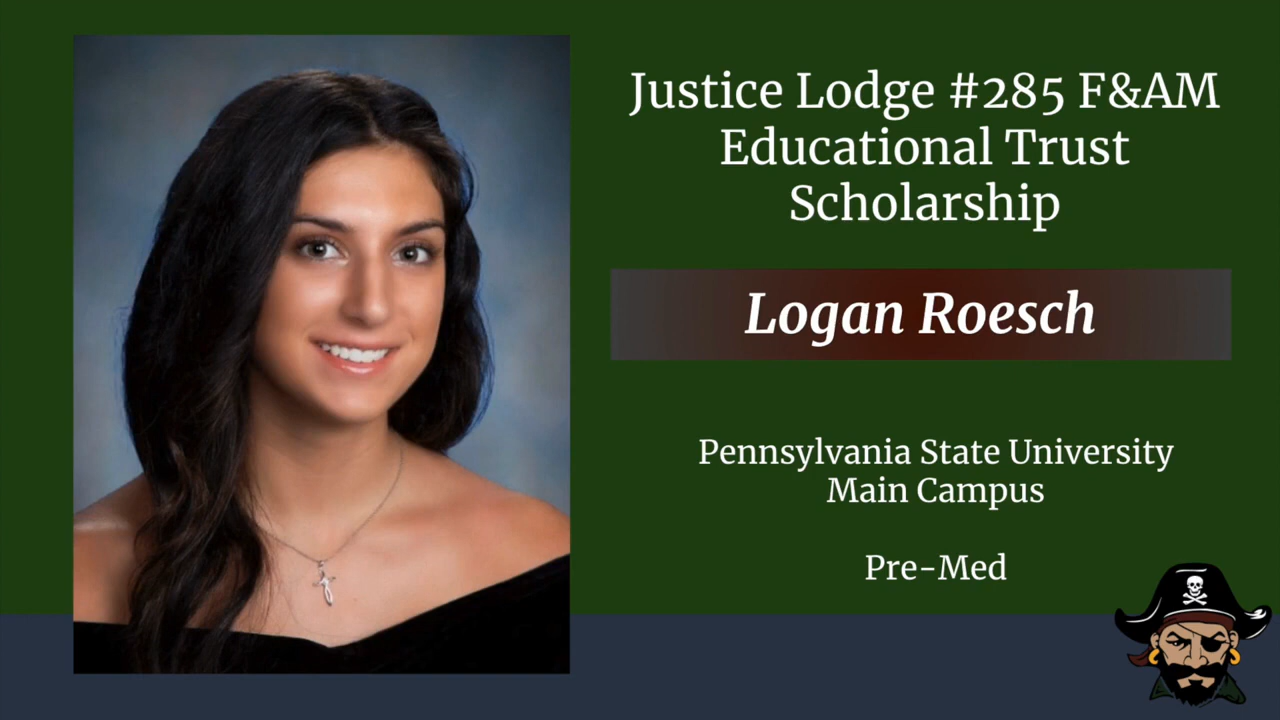 Justice Lodge #285 F&AM
Educational Trust
Scholarship
Logan Roesch
Pennsylvania State University
Main Campus
Pre-Med